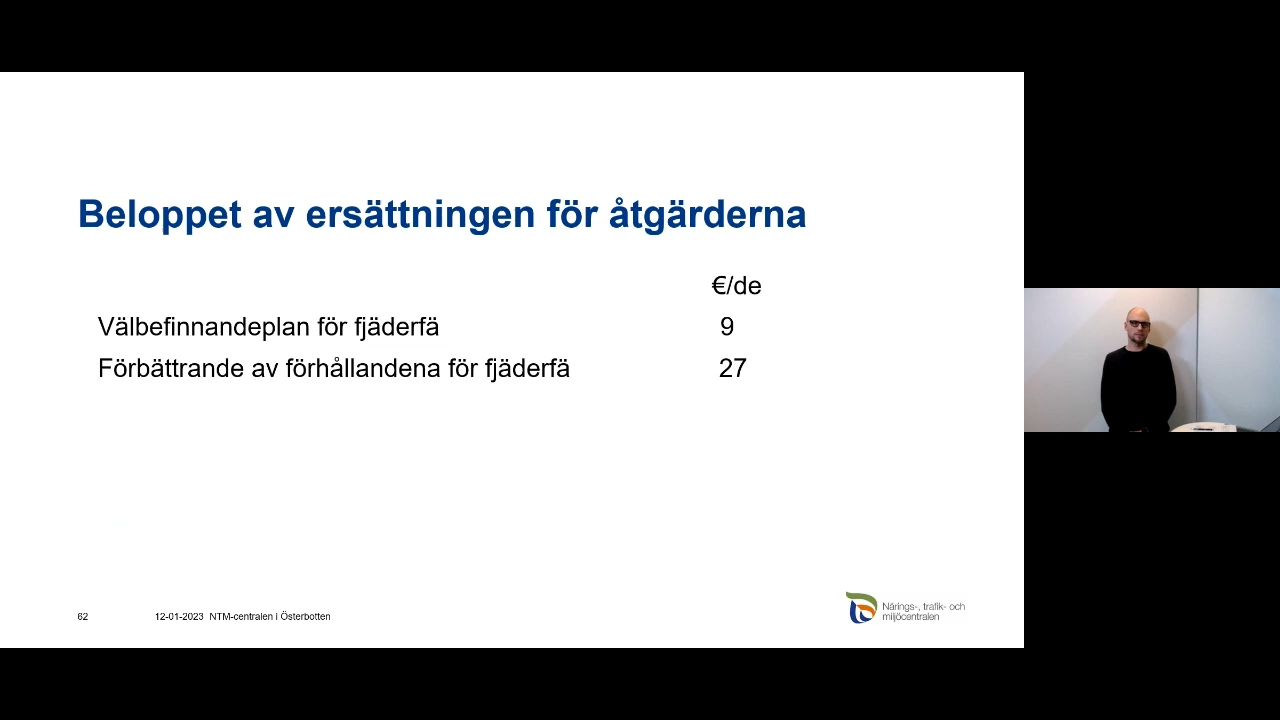 Beloppet av ersättningen för åtgärderna
€/de
Välbefinnandeplan för fjäderfä 9
Förbättrande av förhållandena för fjäderfä 27
62 12-01-2023 NTM-centralen i Österbotten
Närings-, trafik- och
miljöcentralen